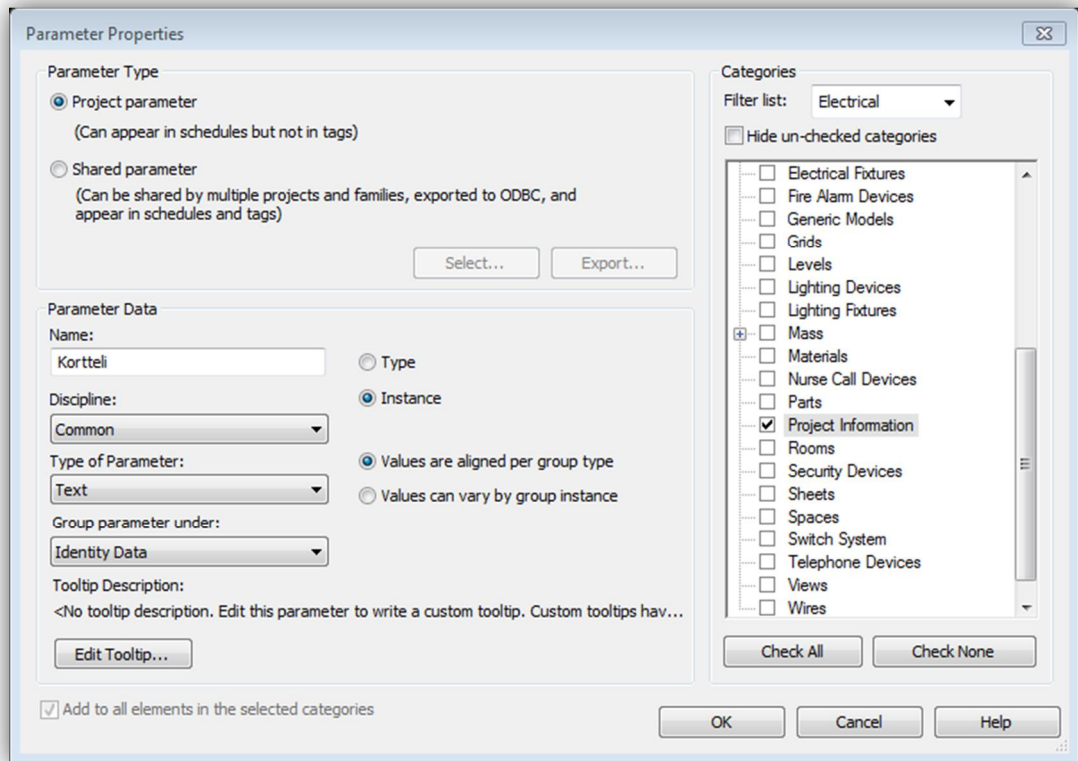 Parameter Properties
Parameter Type
Project parameter
(Can appear in schedules but not in tags)
Shared parameter
(Can be shared by multiple projects and families, exported to ODBC, and
appear in schedules and tags)
Select...
Export...
Parameter Data
Name:
Kortteli
Type
Discipline:
Instance
Common
Type of Parameter:
Values are aligned per group type
Text
Values can vary by group instance
Group parameter under:
Identity Data
Tooltip Description:
<No tooltip description. Edit this parameter to write a custom tooltip. Custom tooltips hav...
Edit Tooltip...
Add to all elements in the selected categories
Categories
Filter list:
Electrical
Hide un-checked categories
Electrical Fixtures
Fire Alarm Devices
Generic Models
Grids
Levels
Lighting Devices
Lighting Fixtures
Mass
Materials
Nurse Call Devices
Parts
Project Information
Rooms
Security Devices
Sheets
Spaces
Switch System
Telephone Devices
Views
Wires
Check All
Check None
OK
Cancel
Help